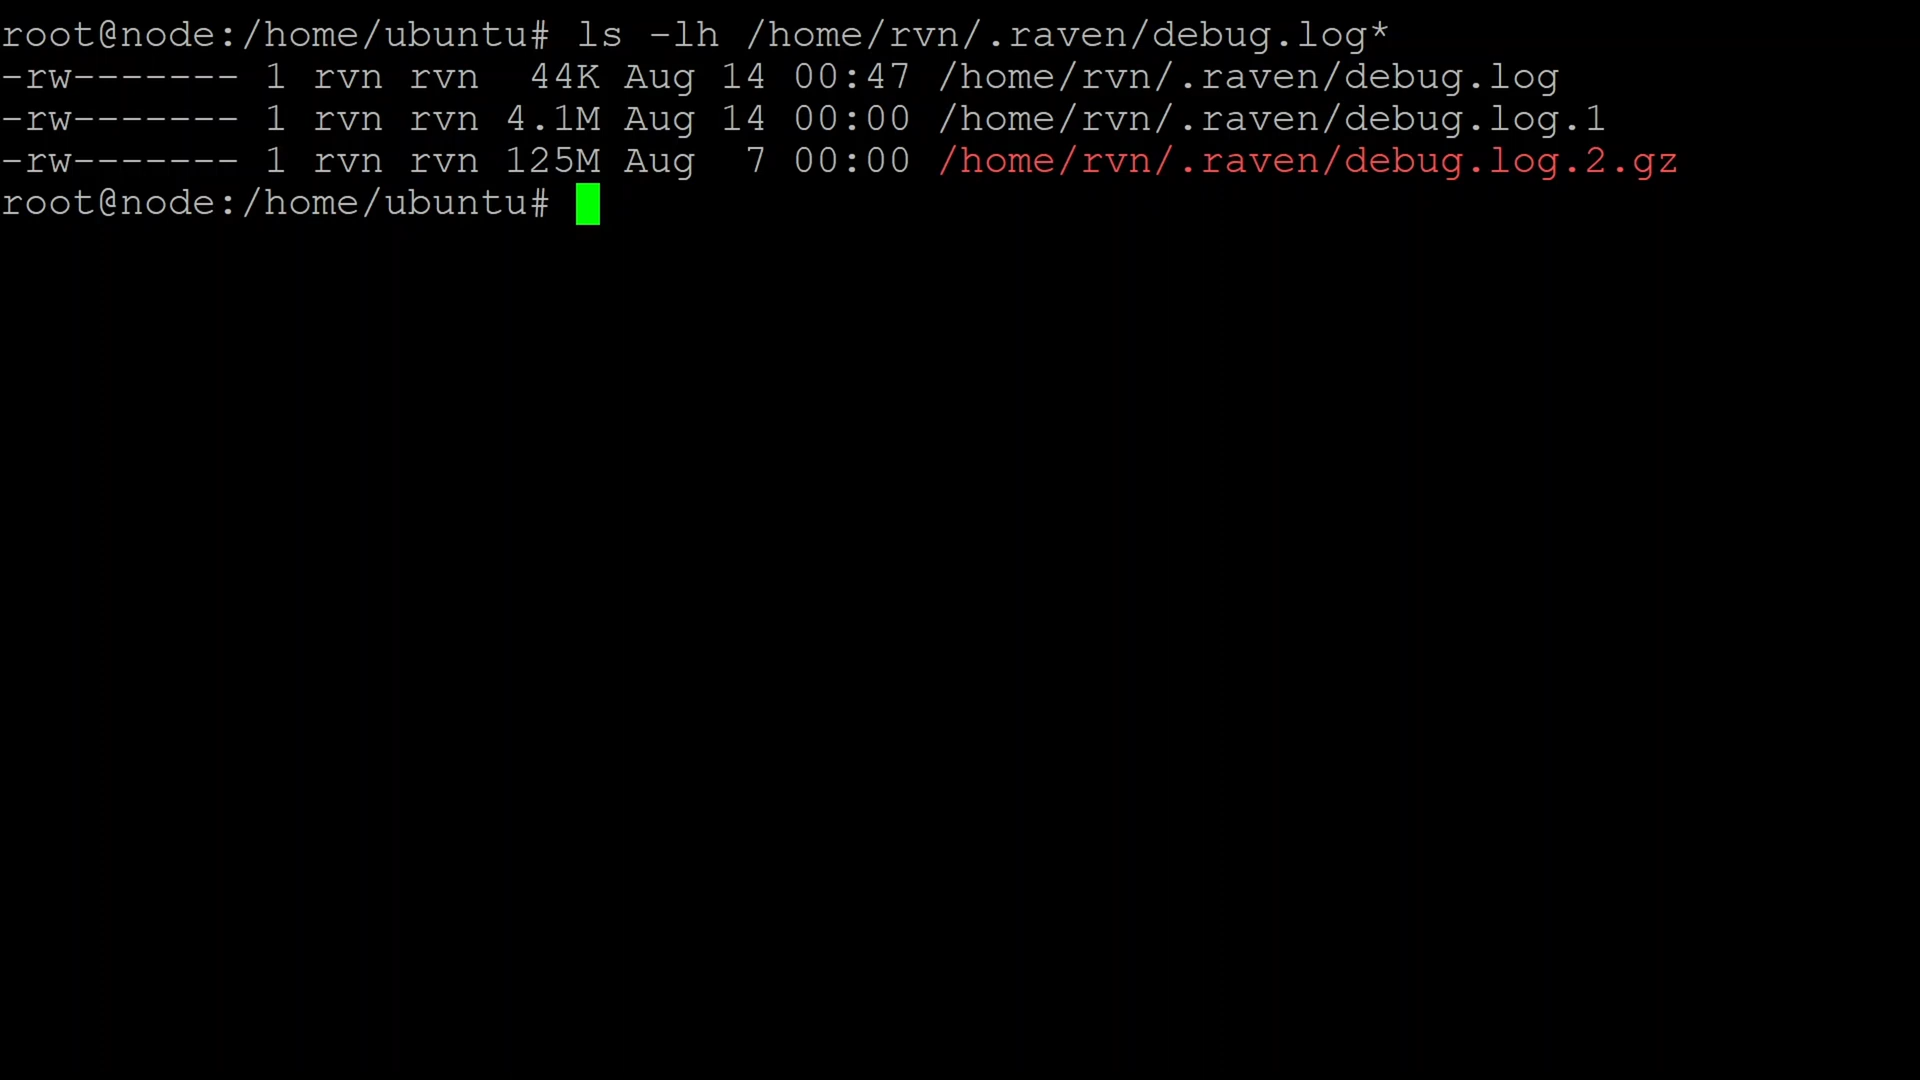 root@node:/home/ubuntu# ls -lh /home/rvn/.raven/debug.log*
-rw------- 1 rvn rvn  44K Aug 14 00:47 /home/rvn/.raven/debug.log
-rw------- 1 rvn rvn 4.1M Aug 14 00:00 /home/rvn/.raven/debug.log.1
-rw------- 1 rvn rvn 125M Aug  7 00:00 /home/rvn/.raven/debug.log.2.gz
root@node:/home/ubuntu#